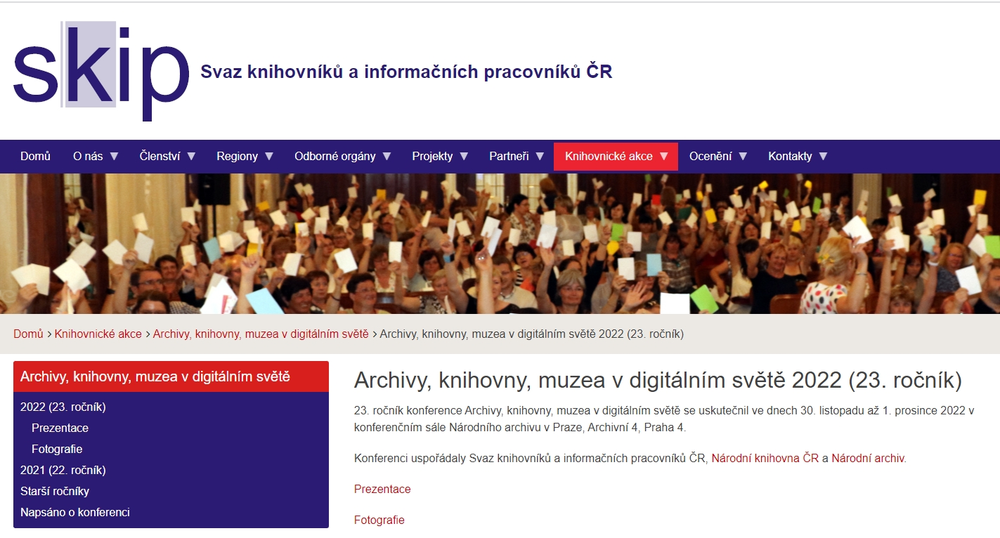 skip
Svaz knihovníků a informačních pracovníků ČR
Domů O nás Členství Regiony Odborné orgány Projekty Partneři Knihovnické akce Ocenění Kontakty
Domů > Knihovnické akce > Archivy, knihovny, muzea v digitálním světě > Archivy, knihovny, muzea v digitálním světě 2022 (23. ročník)
Archivy, knihovny, muzea v digitálním světě
2022 (23. ročník)
Prezentace
Fotografie
2021 (22. ročník)
Starší ročníky
Napsáno o konferenci
Archivy, knihovny, muzea v digitálním světě 2022 (23. ročník)
23. ročník konference Archivy, knihovny, muzea v digitálním světě se uskutečnil ve dnech 30. listopadu až 1. prosince 2022 v
konferenčním sále Národního archivu v Praze, Archivní 4, Praha 4.
Konferenci uspořádaly Svaz knihovníků a informačních pracovníků ČR, Národní knihovna ČR a Národní archiv.
Prezentace
Fotografie